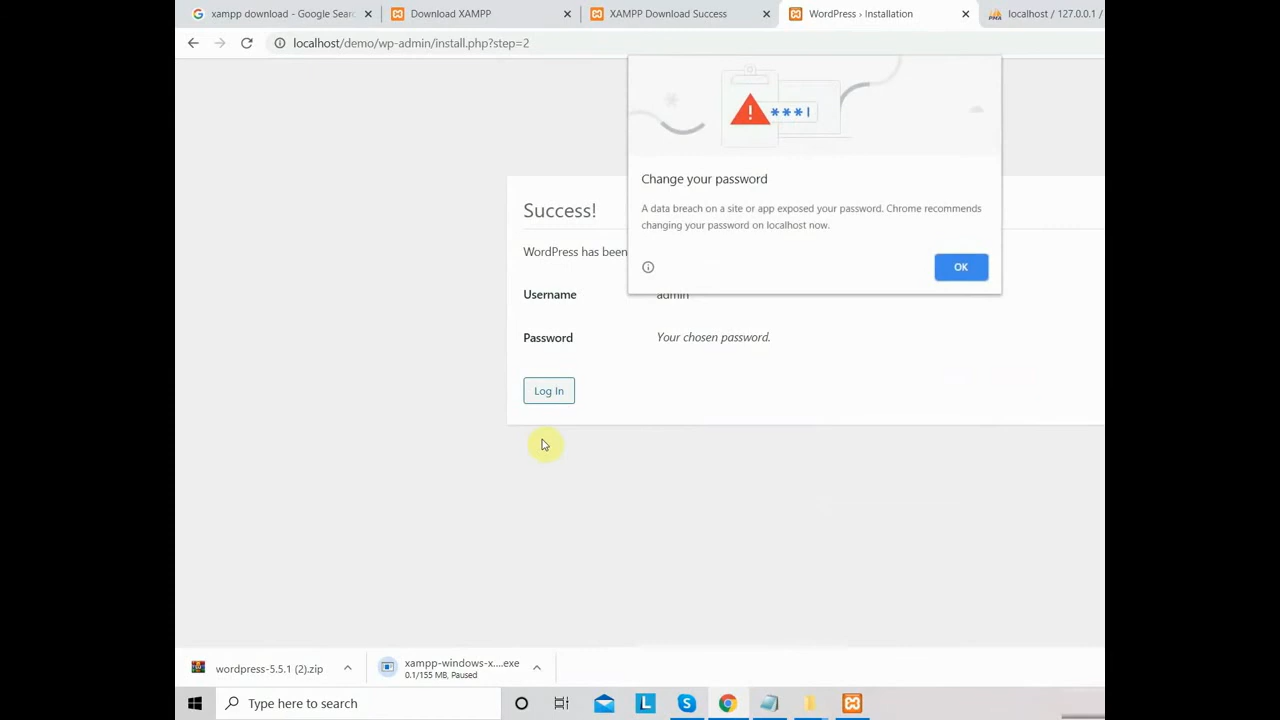 xampp download - Google Sear
Download XAMPP
XAMPP Download Success
WordPress › Installation
localhost / 127.0.0.1 /
localhost/demo/wp-admin/install.php?step=2
***|
Change your password
A data breach on a site or app exposed your password. Chrome recommends
changing your password on localhost now.
OK
Success!
WordPress has been
Username admin
Password Your chosen password.
Log In
wordpress-5.5.1 (2).zip
xampp-windows-x....exe
0.1/155 MB, Paused
Type here to search